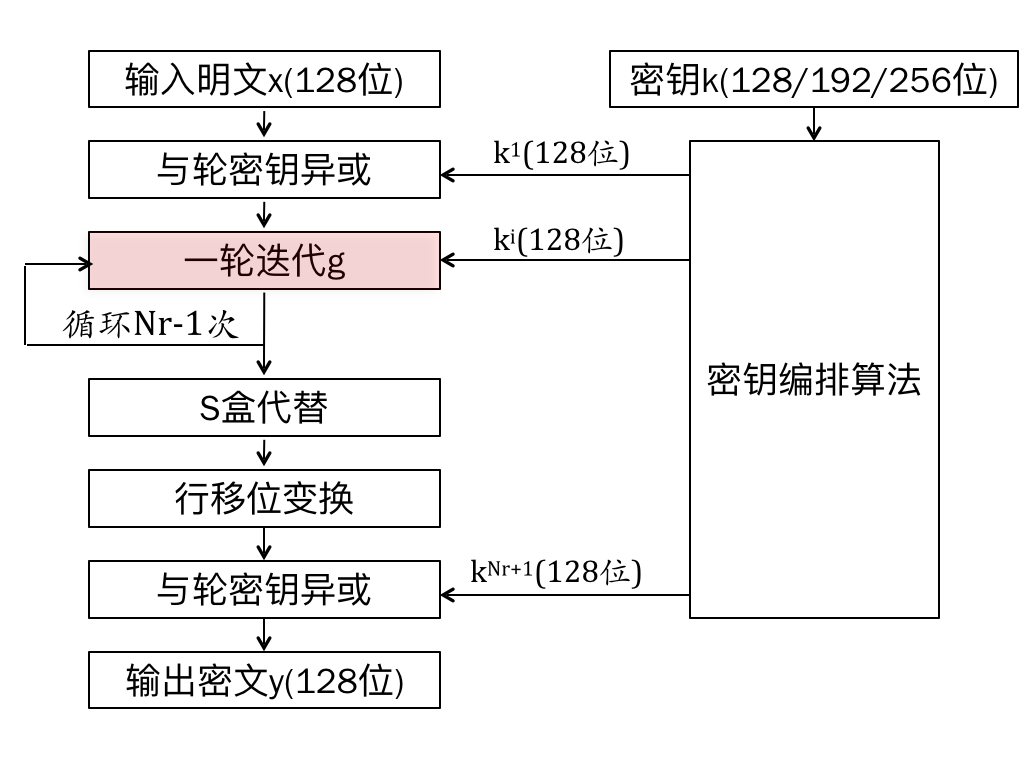 输入明文x(128位)
密钥k(128/192/256位)
与轮密钥异或
k¹(128位)
一轮迭代g
kⁱ(128位)
循环Nr-1次
密钥编排算法
S盒代替
行移位变换
与轮密钥异或
kᴺʳ⁺¹(128位)
输出密文y(128位)